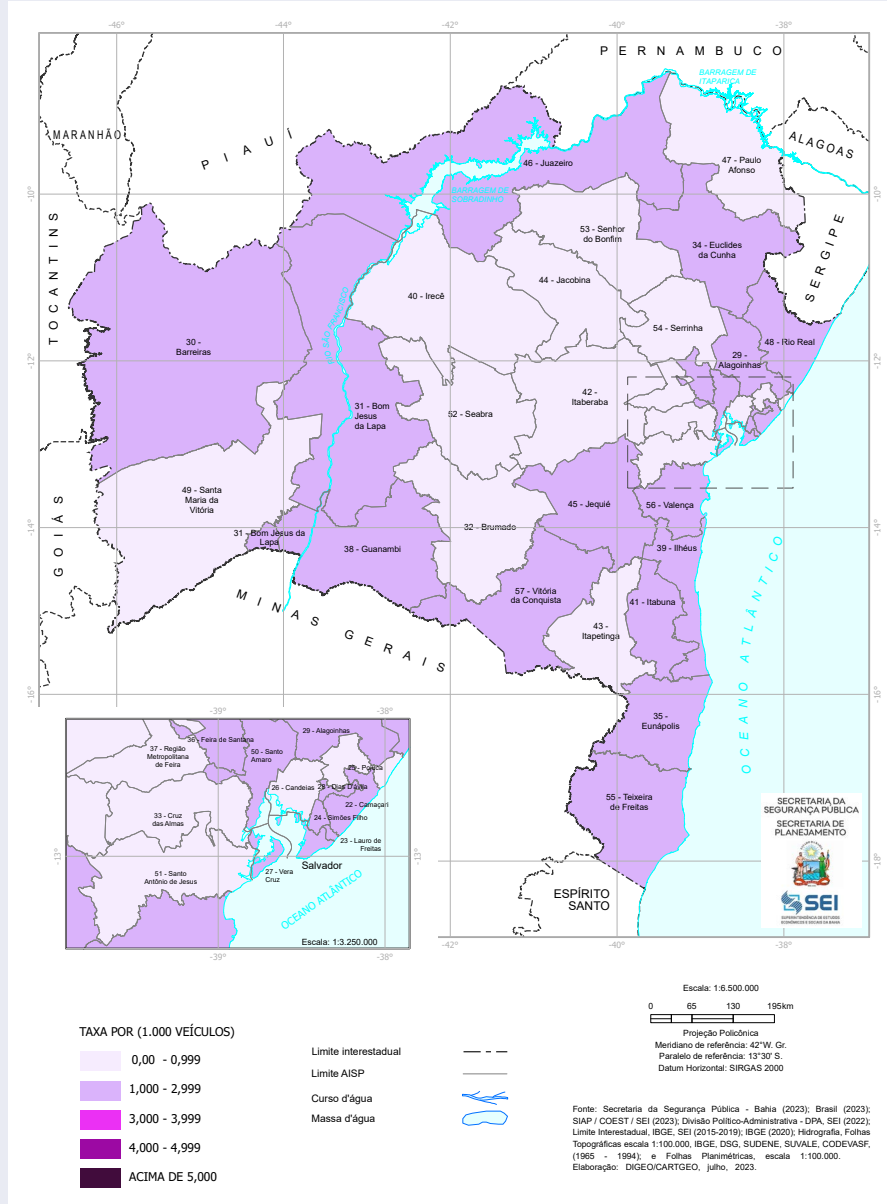 -46°
-44°
-42°
-40°
-38°
PERNAMBUCO
BARRAGEM DE
ITAPARICA
MARANHÃO
PIAUÍ
ALAGOAS
46 - Juazeiro
47 - Paulo
Afonso
-10°
-10°
BARRAGEM DE
SOBRADINHO
TOCANTINS
SERGIPE
53 - Senhor
do Bonfim
34 - Euclides
da Cunha
44 - Jacobina
40 - Irecê
RIO SÃO FRANCISCO
54 - Serrinha
30 -
Barreiras
48 - Rio Real
-12°
-12°
29 -
Alagoinhas
42 -
Itaberaba
31 - Bom
Jesus
da Lapa
52 - Seabra
49 - Santa
Maria da
Vitória
45 - Jequié
56 - Valença
GOIÁS
-14°
-14°
31 - Bom Jesus da
Lapa
32 - Brumado
38 - Guanambi
39 - Ilhéus
57 - Vitória
da Conquista
41 - Itabuna
MINAS GERAIS
43 -
Itapetinga
OCEANO ATLÂNTICO
-16°
-16°
35 -
Eunápolis
55 - Teixeira
de Freitas
-18°
ESPÍRITO
SANTO
-42°
-40°
-38°
SECRETARIA DA
SEGURANÇA PÚBLICA
SECRETARIA DE
PLANEJAMENTO
SEI
SUPERINTENDÊNCIA DE ESTUDOS
ECONÔMICOS E SOCIAIS DA BAHIA
-39°
-38°
29 - Alagoinhas
36 - Feira de Santana
37 - Região
Metropolitana
de Feira
50 - Santo
Amaro
25 - Pojuca
26 - Candeias
28 - Dias D'ávila
22 - Camaçari
33 - Cruz
das Almas
24 - Simões Filho
23 - Lauro de
Freitas
-13°
-13°
Salvador
51 - Santo
Antônio de Jesus
27 - Vera
Cruz
OCEANO ATLÂNTICO
Escala: 1:3.250.000
-39°
-38°
Escala: 1:6.500.000
0 65 130 195km
Projeção Policônica
Meridiano de referência: 42°W. Gr.
Paralelo de referência: 13°30' S.
Datum Horizontal: SIRGAS 2000
TAXA POR (1.000 VEÍCULOS)
0,00 - 0,999
1,000 - 2,999
3,000 - 3,999
4,000 - 4,999
ACIMA DE 5,000
Limite interestadual
Limite AISP
Curso d'água
Massa d'água
Fonte: Secretaria da Segurança Pública - Bahia (2023); Brasil (2023);
SIAP / COEST / SEI (2023); Divisão Político-Administrativa - DPA, SEI (2022);
Limite Interestadual, IBGE, SEI (2015-2019); IBGE (2020); Hidrografia, Folhas
Topográficas escala 1:100.000, IBGE, DSG, SUDENE, SUVALE, CODEVASF,
(1965 - 1994); e Folhas Planimétricas, escala 1:100.000.
Elaboração: DIGEO/CARTGEO, julho, 2023.